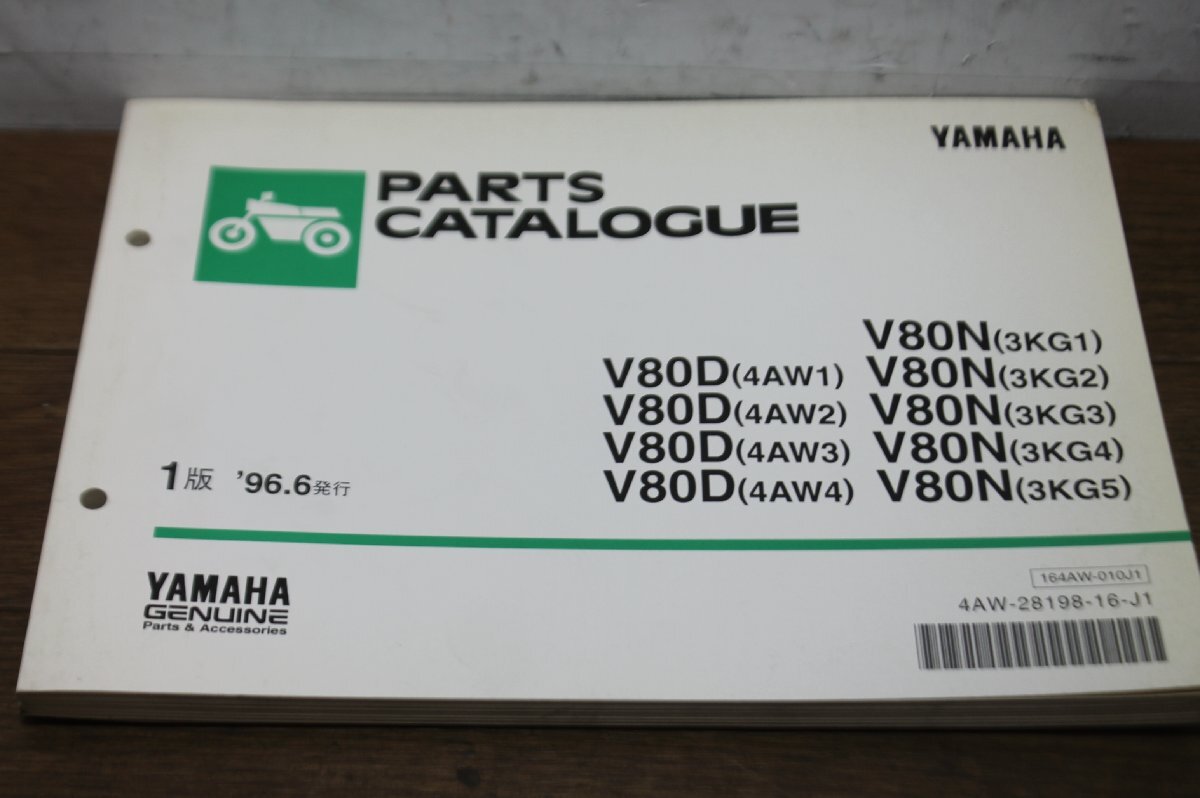 YAMAHA
PARTS
CATALOGUE
V80N(3KG1)
V80D(4AW1) V80N(3KG2)
V80D(4AW2) V80N(3KG3)
V80D(4AW3) V80N(3KG4)
V80D(4AW4) V80N(3KG5)
1版 ’96.6発行
YAMAHA
GENUINE
Parts & Accessories
164AW-010J1
4AW-28198-16-J1